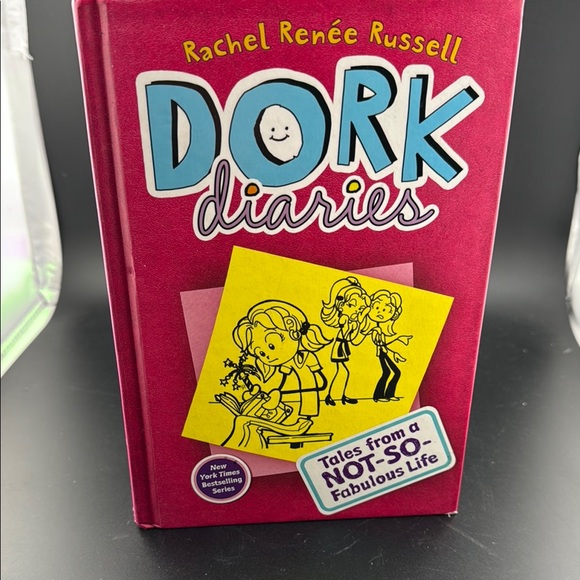 Rachel Renée Russell
DORK
diaries
Tales from a
NOT-SO-
Fabulous Life
New
York Times
Bestselling
Series